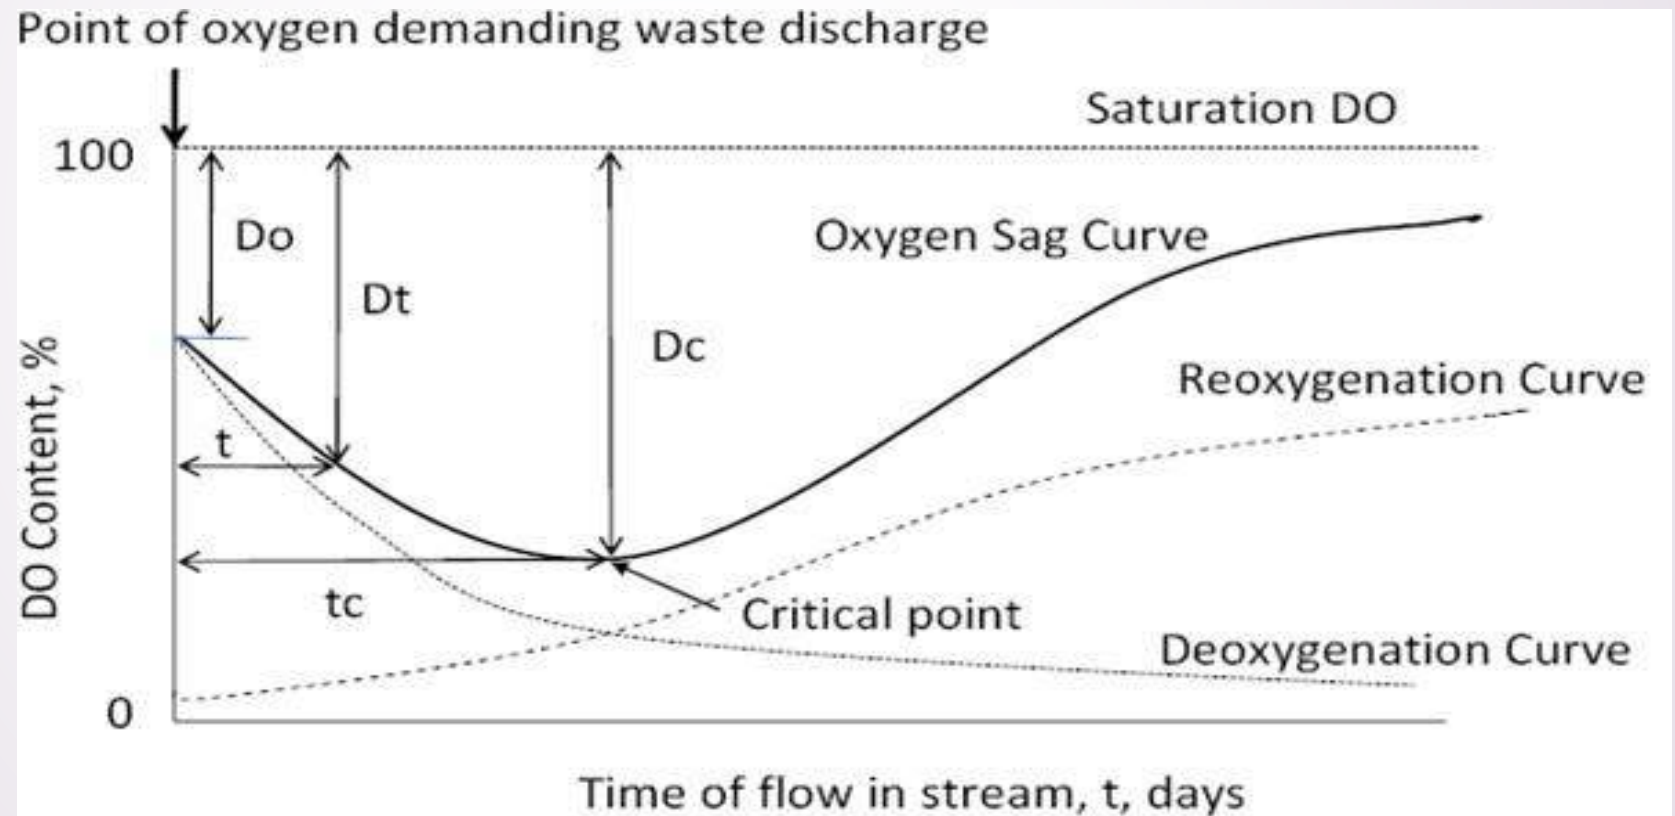 Point of oxygen demanding waste discharge
Saturation DO
100
Do
Oxygen Sag Curve
Dt
Dc
DO Content, %
Reoxygenation Curve
t
tc
Critical point
Deoxygenation Curve
0
Time of flow in stream, t, days